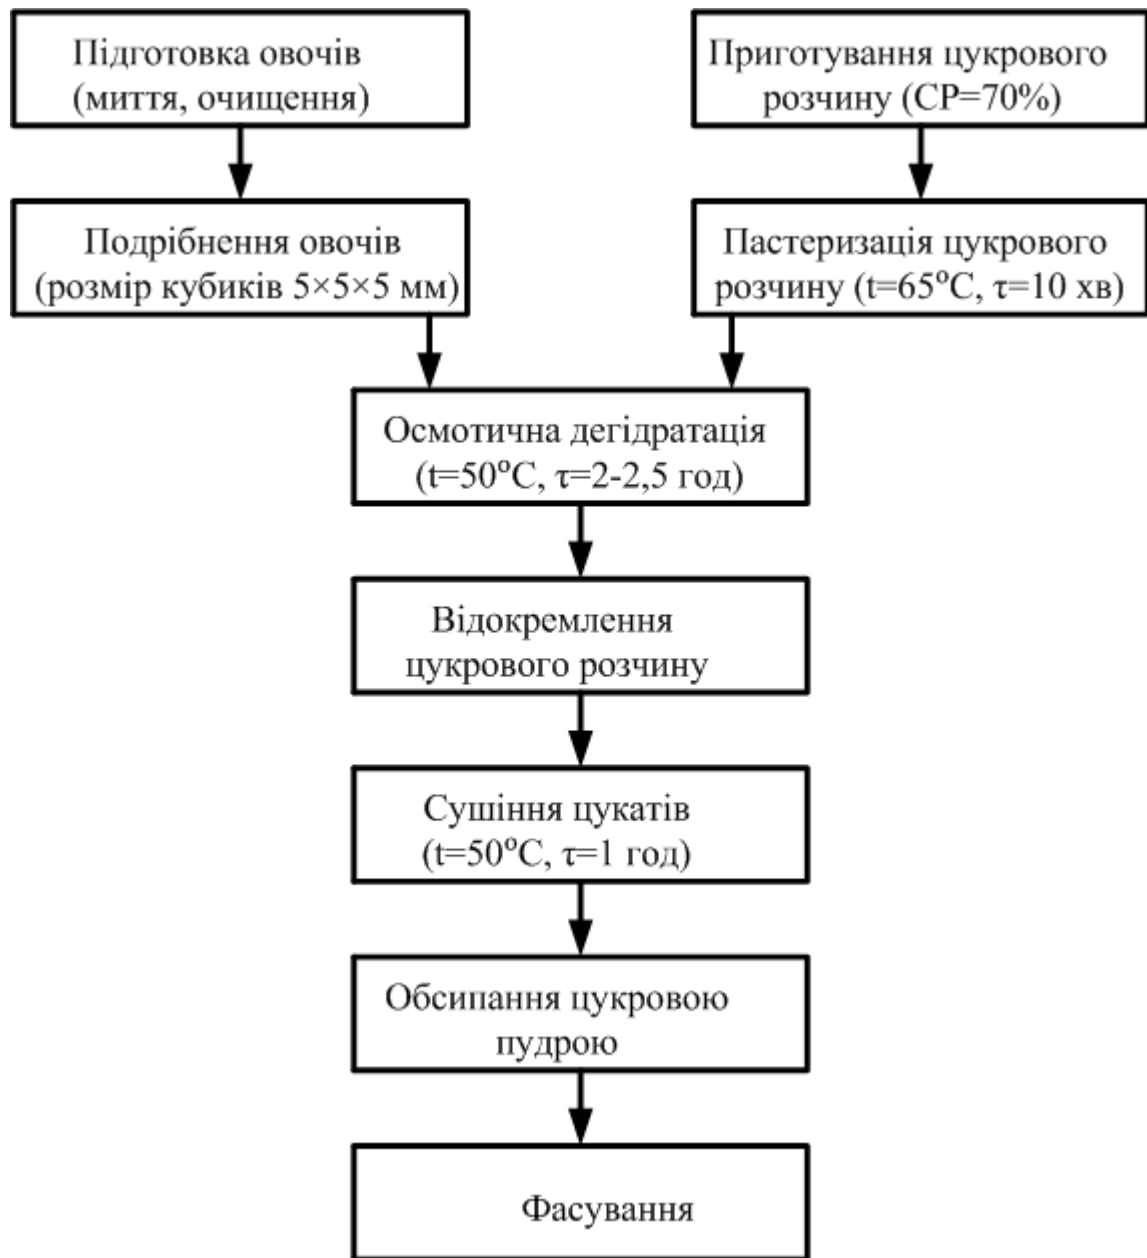 Підготовка овочів
(миття, очищення)
Приготування цукрового
розчину (СР=70%)
Подрібнення овочів
(розмір кубиків 5×5×5 мм)
Пастеризація цукрового
розчину (t=65°С, τ=10 хв)
Осмотична дегідратація
(t=50°С, τ=2-2,5 год)
Відокремлення
цукрового розчину
Сушіння цукатів
(t=50°С, τ=1 год)
Обсипання цукровою
пудрою
Фасування